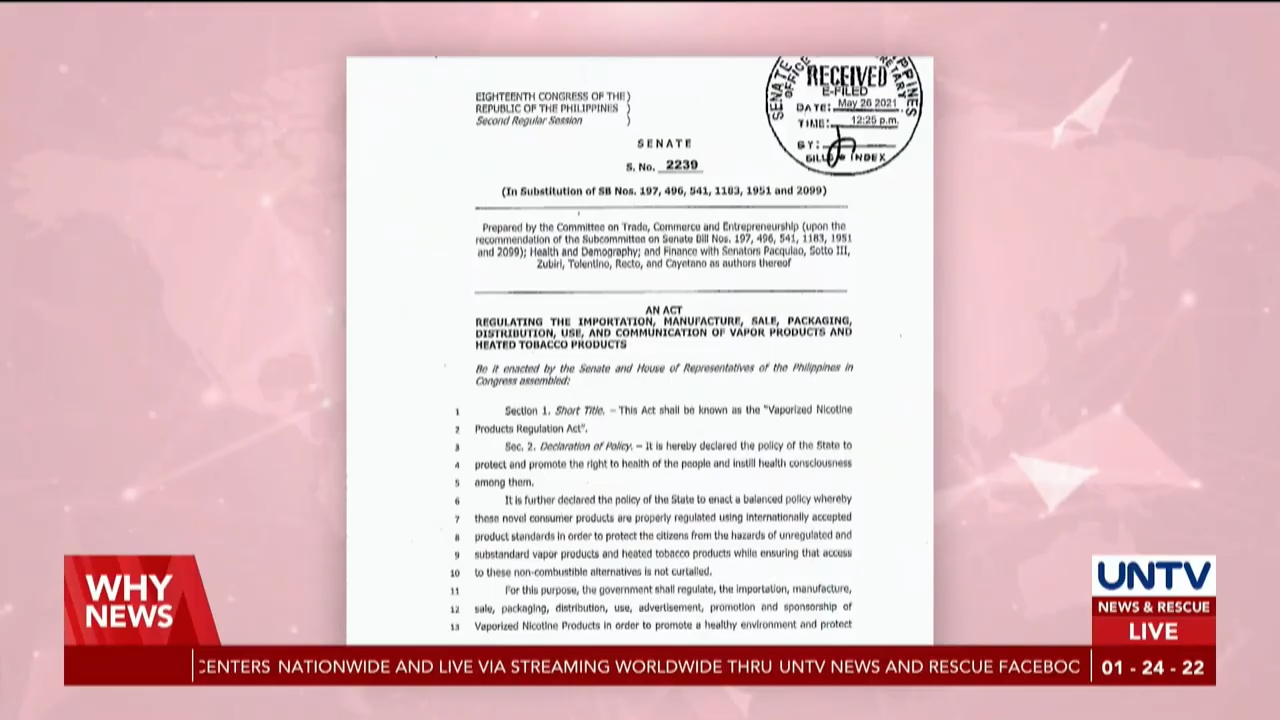 EIGHTEENTH CONGRESS OF THE )
REPUBLIC OF THE PHILIPPINES )
Second Regular Session )
SENATE
OFFICE
RECEIVED
E-FILED
DATE: May 26 2021
TIME: 12:25 p.m.
BY:
BILLS & INDEX
SENATE
S. No. 2239
(In Substitution of SB Nos. 197, 496, 541, 1183, 1951 and 2099)
Prepared by the Committee on Trade, Commerce and Entrepreneurship (upon the
recommendation of the Subcommittee on Senate Bill Nos. 197, 496, 541, 1183, 1951
and 2099); Health and Demography; and Finance with Senators Pacquiao, Sotto III,
Zubiri, Tolentino, Recto, and Cayetano as authors thereof
AN ACT
REGULATING THE IMPORTATION, MANUFACTURE, SALE, PACKAGING,
DISTRIBUTION, USE, AND COMMUNICATION OF VAPOR PRODUCTS AND
HEATED TOBACCO PRODUCTS
Be it enacted by the Senate and House of Representatives of the Philippines in
Congress assembled:
1 Section 1. Short Title. – This Act shall be known as the "Vaporized Nicotine
2 Products Regulation Act".
3 Sec. 2. Declaration of Policy. – It is hereby declared the policy of the State to
4 protect and promote the right to health of the people and instill health consciousness
5 among them.
6 It is further declared the policy of the State to enact a balanced policy whereby
7 these novel consumer products are properly regulated using internationally accepted
8 product standards in order to protect the citizens from the hazards of unregulated and
9 substandard vapor products and heated tobacco products while ensuring that access
10 to these non-combustible alternatives is not curtailed.
11 For this purpose, the government shall regulate, the importation, manufacture,
12 sale, packaging, distribution, use, advertisement, promotion and sponsorship of
13 Vaporized Nicotine Products in order to promote a healthy environment and protect
WHY
NEWS
UNTV
NEWS & RESCUE
LIVE
CENTERS NATIONWIDE AND LIVE VIA STREAMING WORLDWIDE THRU UNTV NEWS AND RESCUE FACEBOC
01 - 24 - 22